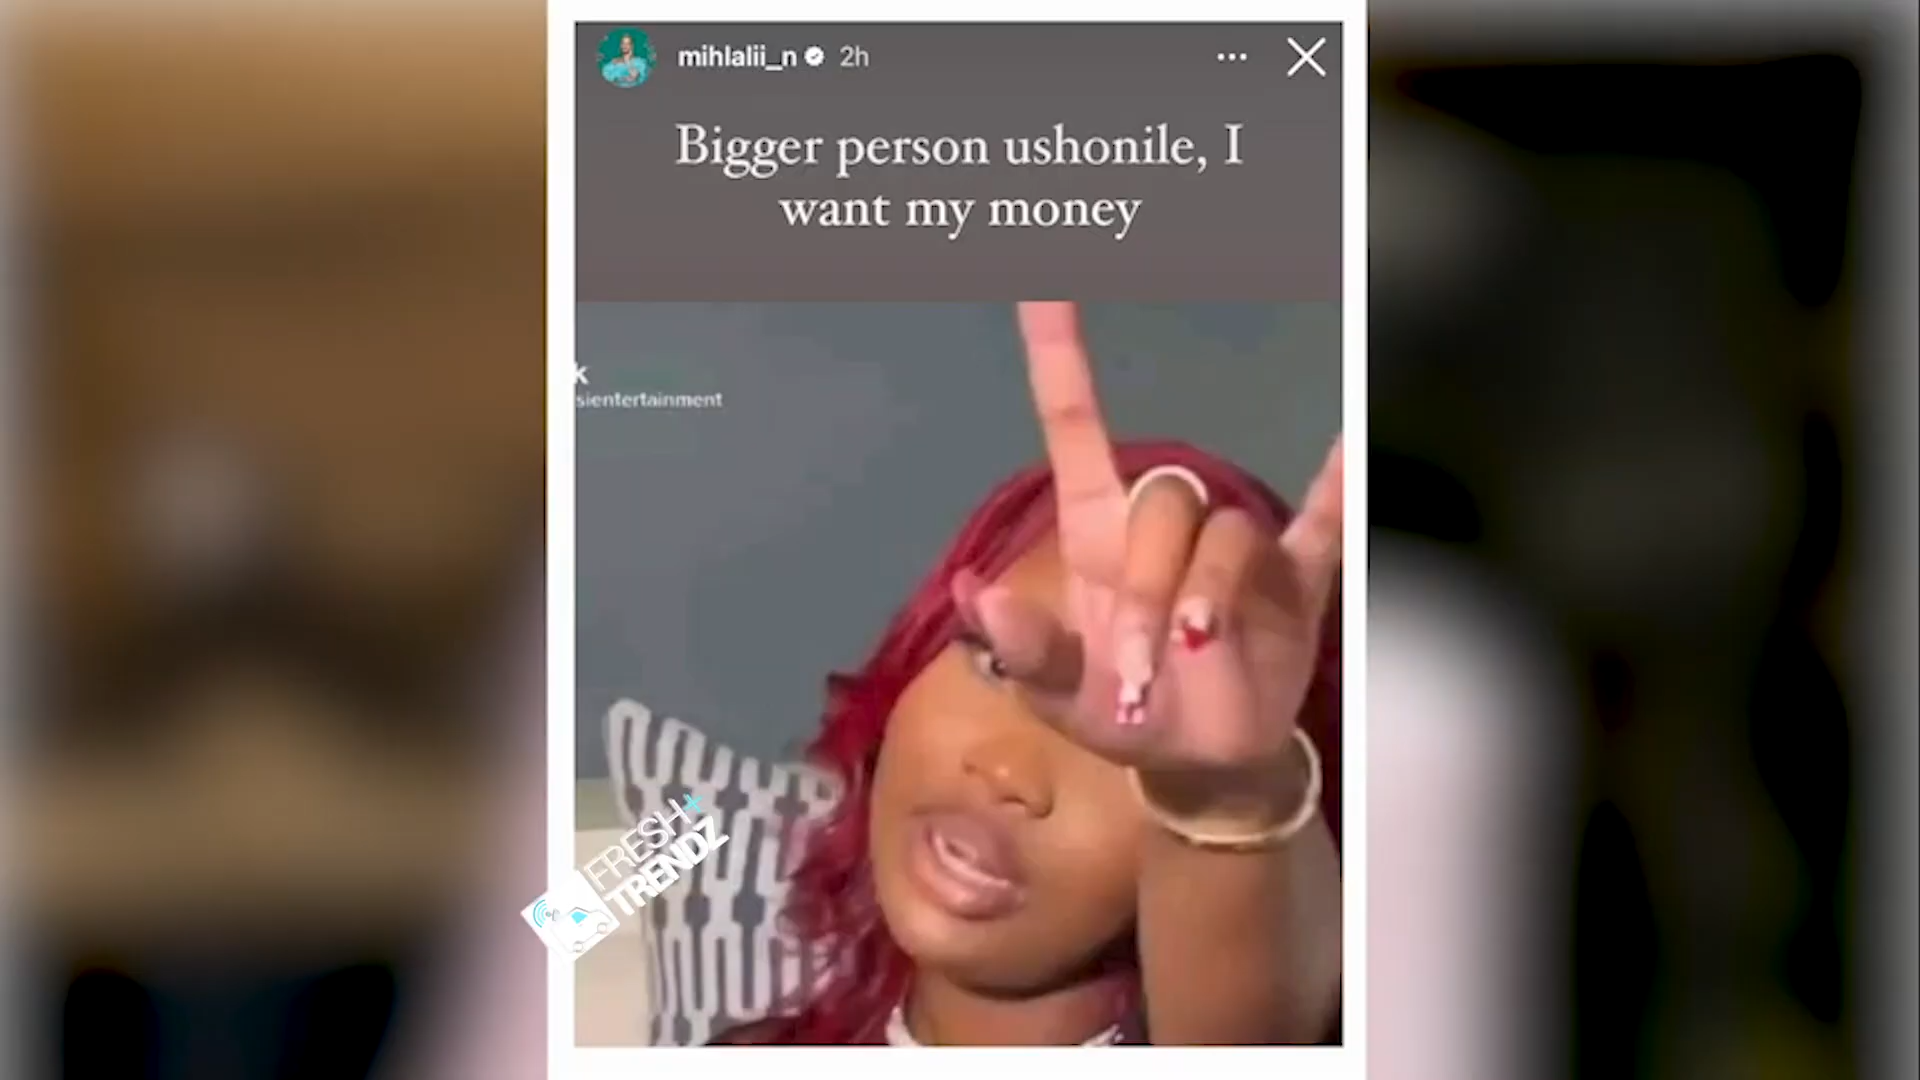 mihlalii_n 2h
Bigger person ushonile, I
want my money
k
sientertainment
FRESH+
TRENDZ